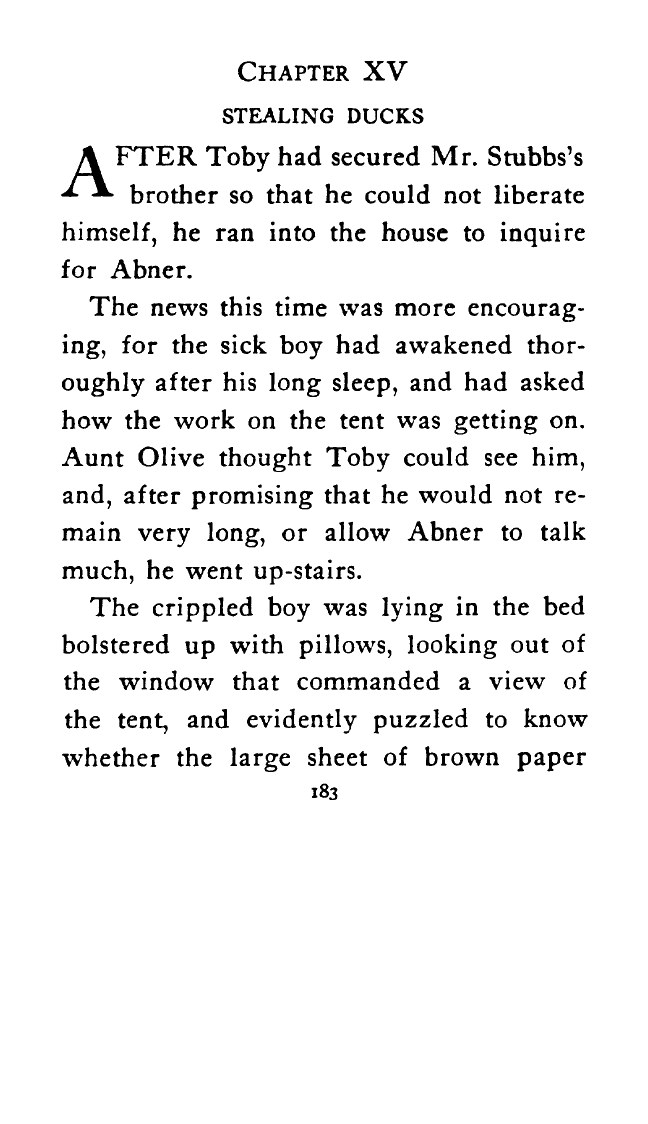 CHAPTER XV
STEALING DUCKS
AFTER Toby had secured Mr. Stubbs's
brother so that he could not liberate
himself, he ran into the house to inquire
for Abner.
The news this time was more encourag-
ing, for the sick boy had awakened thor-
oughly after his long sleep, and had asked
how the work on the tent was getting on.
Aunt Olive thought Toby could see him,
and, after promising that he would not re-
main very long, or allow Abner to talk
much, he went up-stairs.
The crippled boy was lying in the bed
bolstered up with pillows, looking out of
the window that commanded a view of
the tent, and evidently puzzled to know
whether the large sheet of brown paper
183